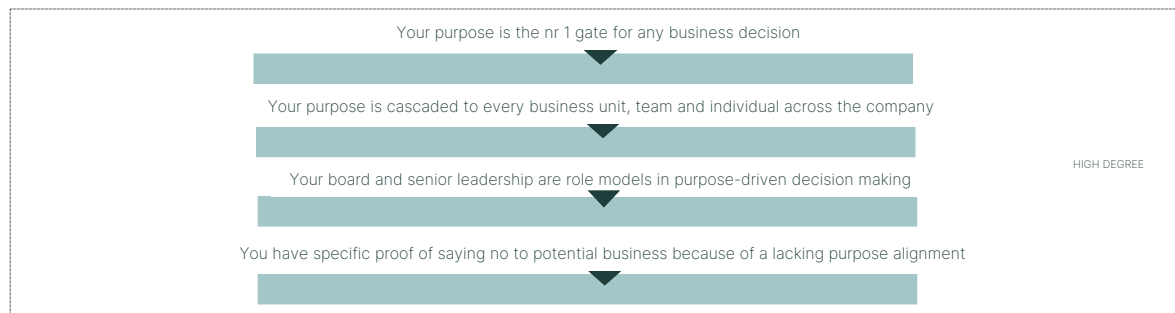 Your purpose is the nr 1 gate for any business decision
Your purpose is cascaded to every business unit, team and individual across the company
HIGH DEGREE
Your board and senior leadership are role models in purpose-driven decision making
You have specific proof of saying no to potential business because of a lacking purpose alignment